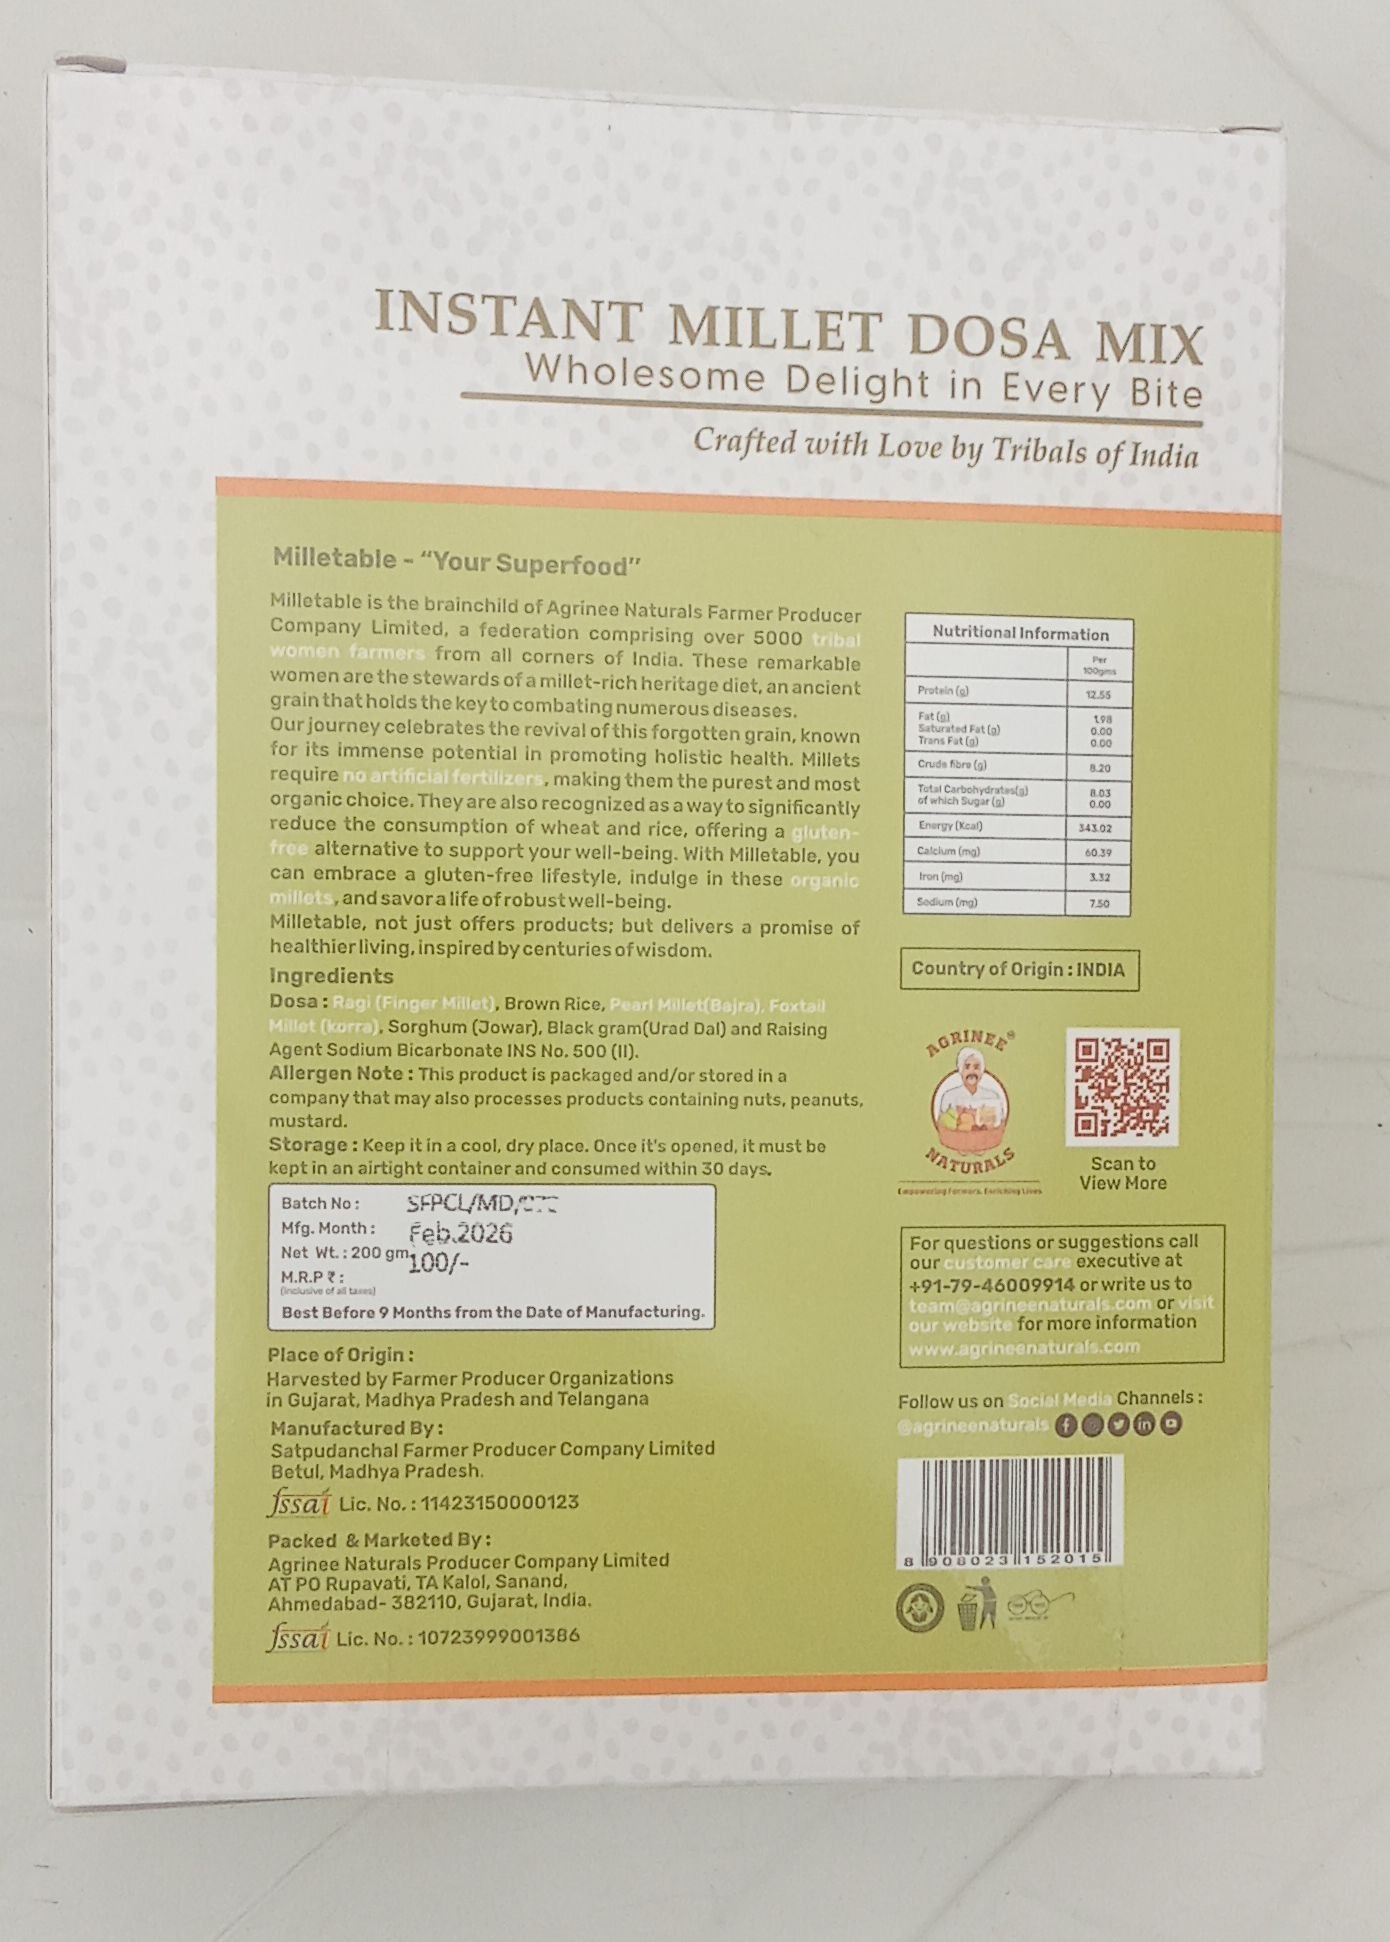 INSTANT MILLET DOSA MIX
Wholesome Delight in Every Bite
Crafted with Love by Tribals of India
Milletable - “Your Superfood”
Milletable is the brainchild of Agrinee Naturals Farmer Producer
Company Limited, a federation comprising over 5000 tribal
women farmers from all corners of India. These remarkable
women are the stewards of a millet-rich heritage diet, an ancient
grain that holds the key to combating numerous diseases.
Our journey celebrates the revival of this forgotten grain, known
for its immense potential in promoting holistic health. Millets
require no artificial fertilizers, making them the purest and most
organic choice. They are also recognized as a way to significantly
reduce the consumption of wheat and rice, offering a gluten-
free alternative to support your well-being. With Milletable, you
can embrace a gluten-free lifestyle, indulge in these organic
millets, and savor a life of robust well-being.
Milletable, not just offers products; but delivers a promise of
healthier living, inspired by centuries of wisdom.
Ingredients
Dosa : Ragi (Finger Millet), Brown Rice, Pearl Millet(Bajra), Foxtail
Millet (korra), Sorghum (Jowar), Black gram(Urad Dal) and Raising
Agent Sodium Bicarbonate INS No. 500 (II).
Allergen Note : This product is packaged and/or stored in a
company that may also processes products containing nuts, peanuts,
mustard.
Storage : Keep it in a cool, dry place. Once it's opened, it must be
kept in an airtight container and consumed within 30 days.
Batch No : SFPCL/MD/
Mfg. Month : Feb.2026
Net Wt. : 200 gm
M.R.P ₹ : 100/-
(inclusive of all taxes)
Best Before 9 Months from the Date of Manufacturing.
Place of Origin :
Harvested by Farmer Producer Organizations
in Gujarat, Madhya Pradesh and Telangana
Manufactured By :
Satpudanchal Farmer Producer Company Limited
Betul, Madhya Pradesh.
fssai Lic. No. : 11423150000123
Packed & Marketed By :
Agrinee Naturals Producer Company Limited
AT PO Rupavati, TA Kalol, Sanand,
Ahmedabad- 382110, Gujarat, India.
fssai Lic. No. : 10723999001386
Nutritional Information
Per
100gms
Protein (g) 12.55
Fat (g) 1.98
Saturated Fat (g) 0.00
Trans Fat (g) 0.00
Crude fibre (g) 8.20
Total Carbohydrates(g) 8.03
of which Sugar (g) 0.00
Energy (Kcal) 343.02
Calcium (mg) 60.39
Iron (mg) 3.32
Sodium (mg) 7.50
Country of Origin : INDIA
AGRINEE®
NATURALS
Empowering Farmers, Enriching Lives
Scan to
View More
For questions or suggestions call
our customer care executive at
+91-79-46009914 or write us to
team@agrineenaturals.com or visit
our website for more information
www.agrineenaturals.com
Follow us on Social Media Channels :
@agrineenaturals
8 908023 152015